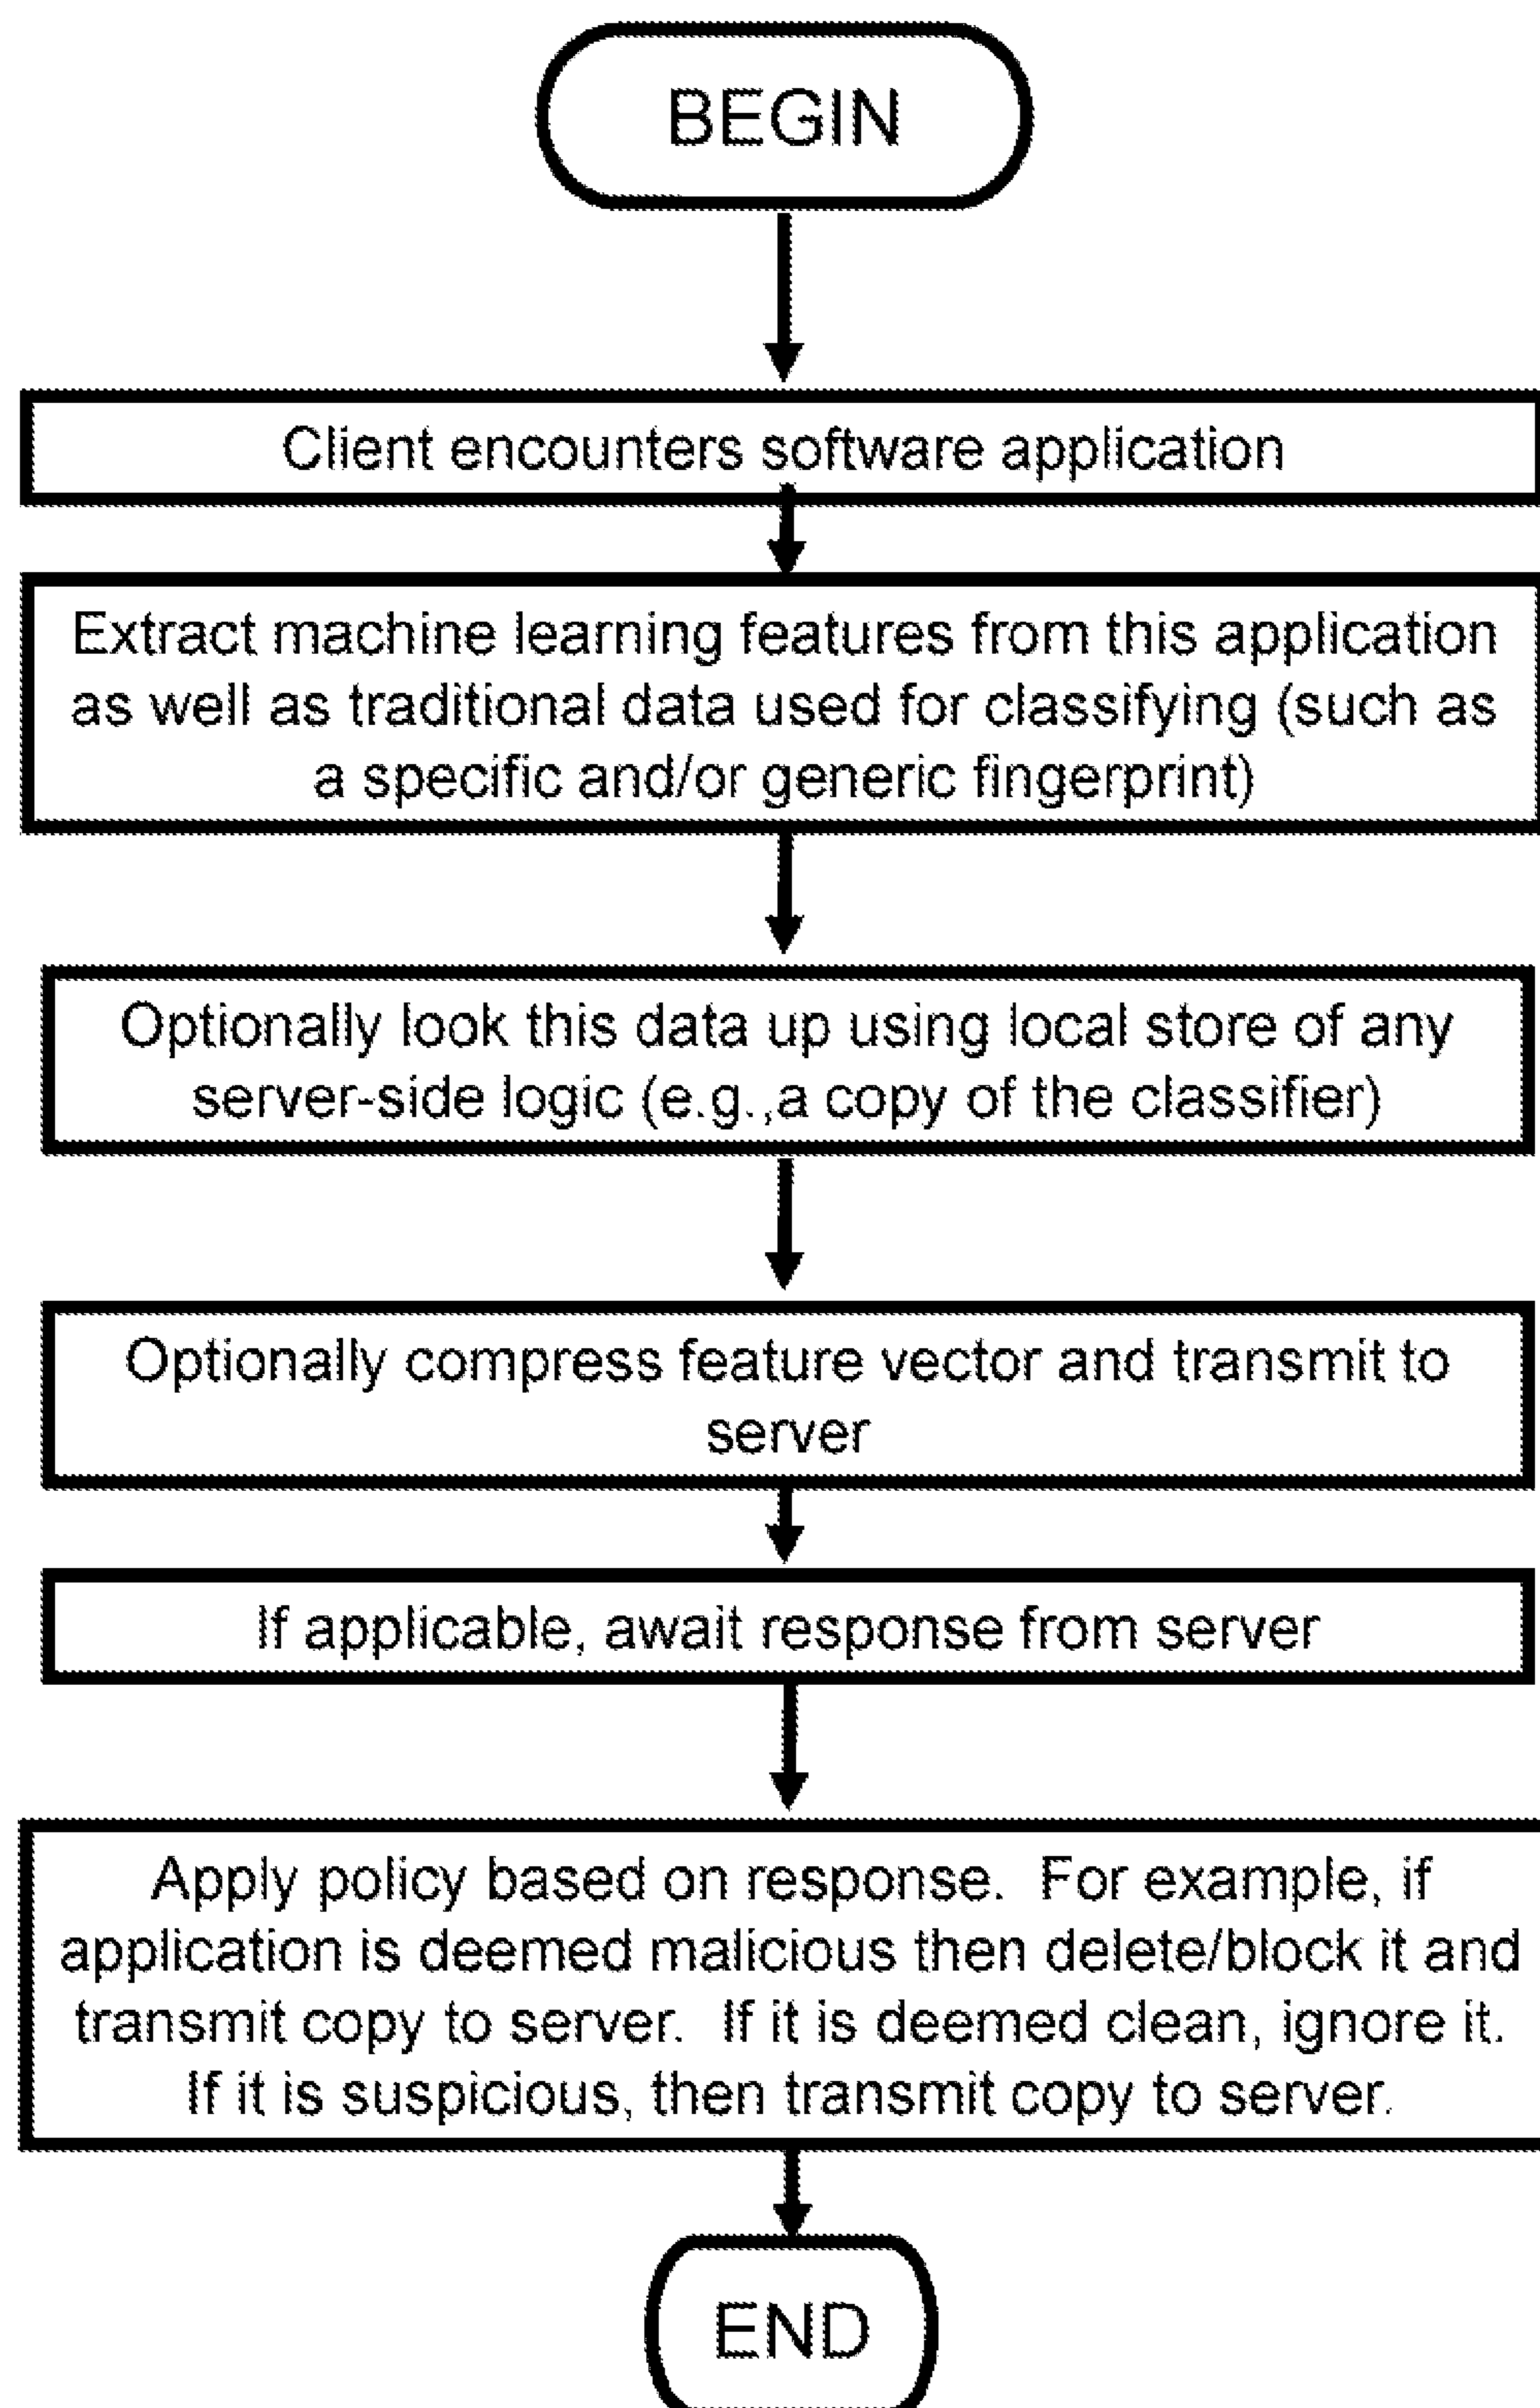 BEGIN
Client encounters software application
Extract machine learning features from this application
as well as traditional data used for classifying (such as
a specific and/or generic fingerprint)
Optionally look this data up using local store of any
server-side logic (e.g.,a copy of the classifier)
Optionally compress feature vector and transmit to
server
If applicable, await response from server
Apply policy based on response. For example, if
application is deemed malicious then delete/block it and
transmit copy to server. If it is deemed clean, ignore it.
If it is suspicious, then transmit copy to server.
END